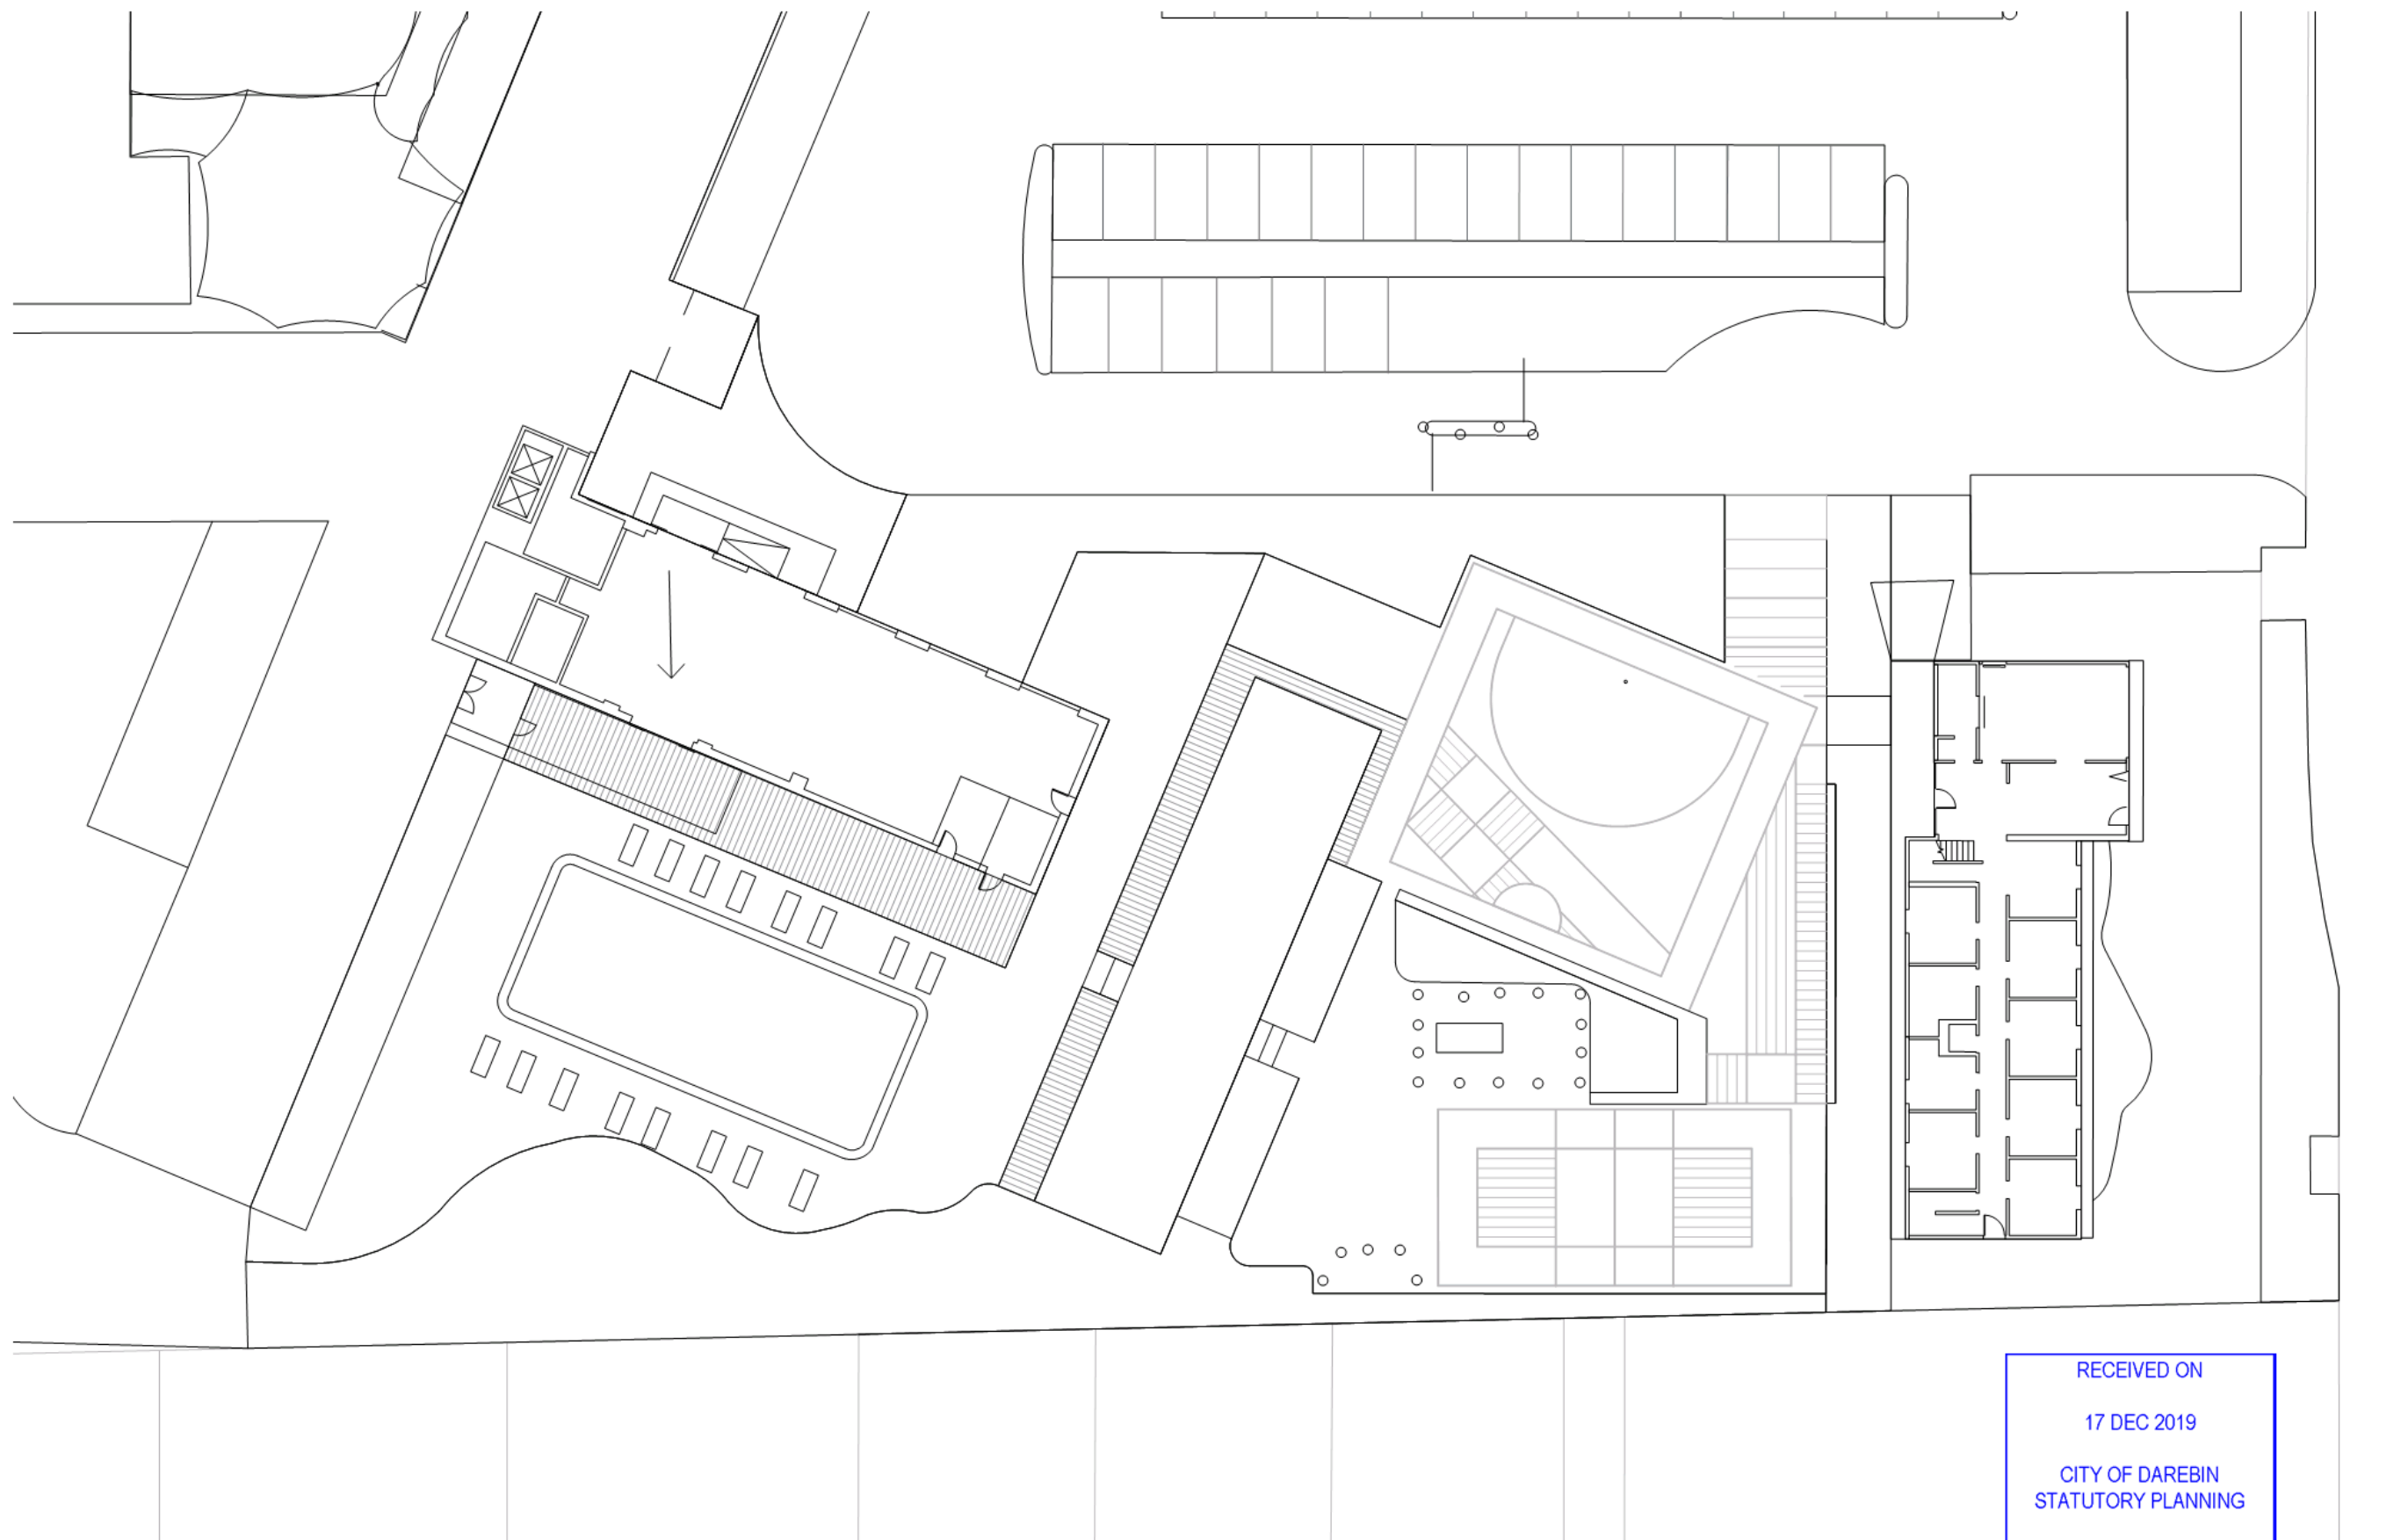 RECEIVED ON
17 DEC 2019
CITY OF DAREBIN
STATUTORY PLANNING